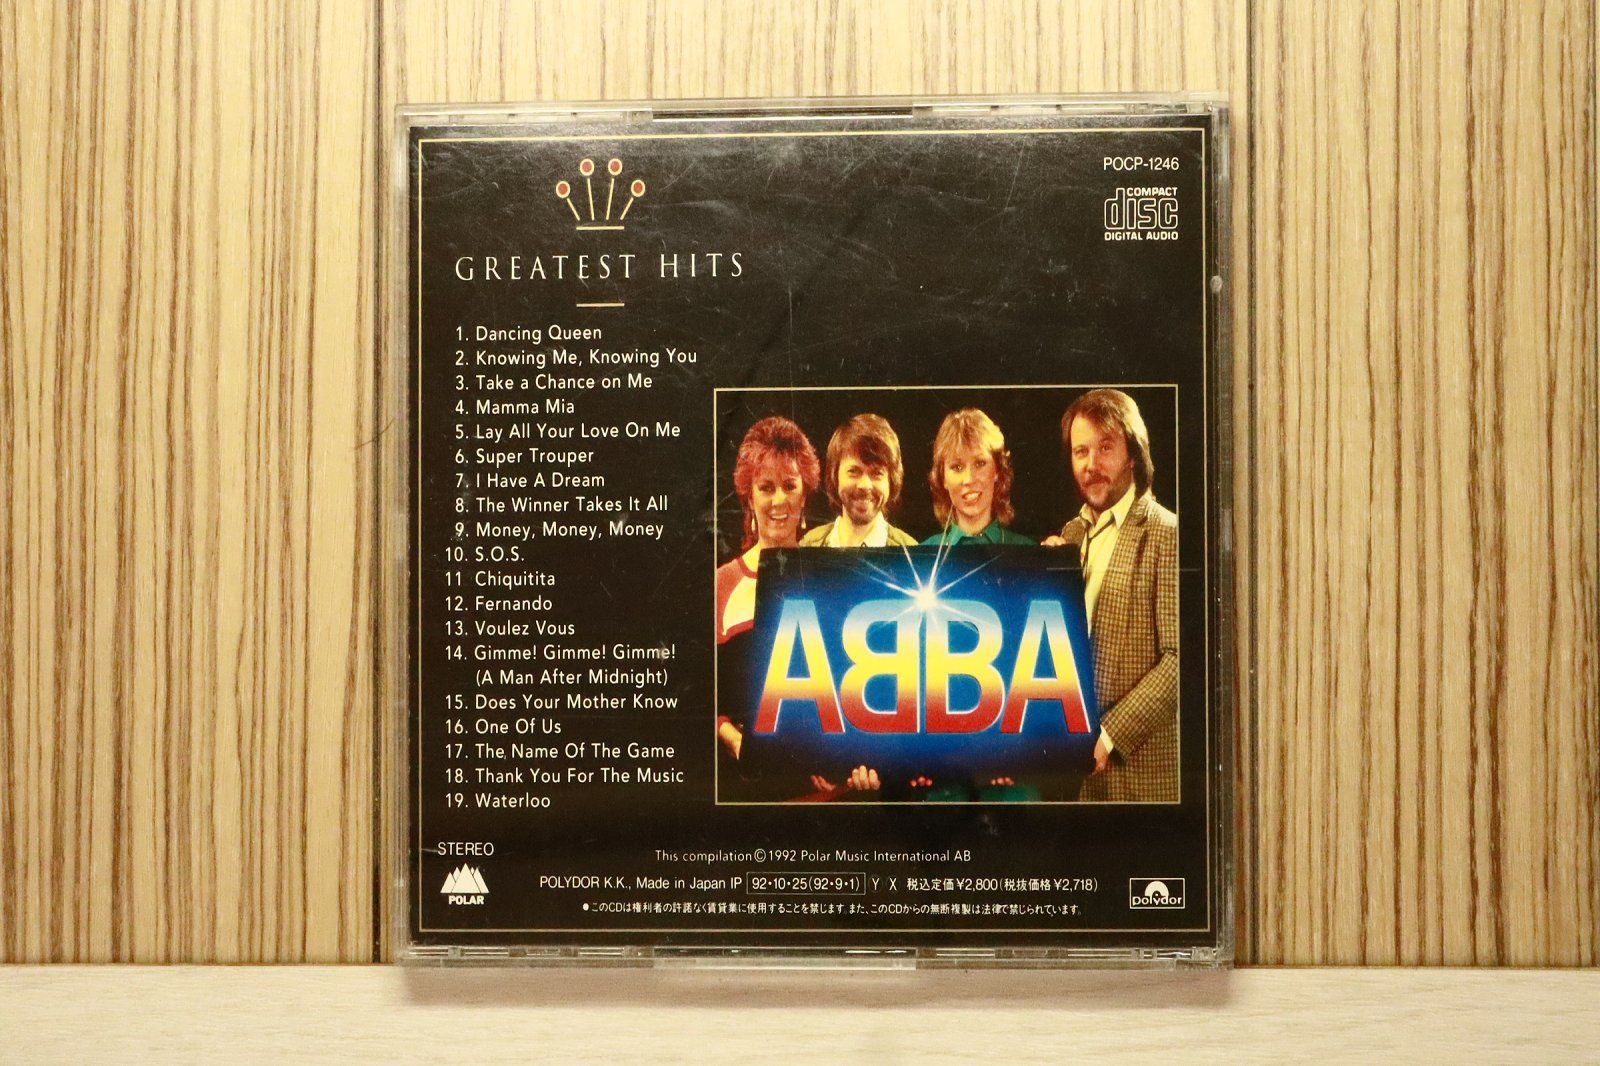 POCP-1246
COMPACT
disc
DIGITAL AUDIO
GREATEST HITS
1. Dancing Queen
2. Knowing Me, Knowing You
3. Take a Chance on Me
4. Mamma Mia
5. Lay All Your Love On Me
6. Super Trouper
7. I Have A Dream
8. The Winner Takes It All
9. Money, Money, Money
10. S.O.S.
11 Chiquitita
12. Fernando
13. Voulez Vous
14. Gimme! Gimme! Gimme!
(A Man After Midnight)
15. Does Your Mother Know
16. One Of Us
17. The Name Of The Game
18. Thank You For The Music
19. Waterloo
ABBA
STEREO
POLAR
This compilation©1992 Polar Music International AB
POLYDOR K.K., Made in Japan IP 92・10・25(92・9・1) Y X 税込定価¥2,800(税抜価格¥2,718)
●このCDは権利者の許諾なく賃貸業に使用することを禁じます。また、このCDからの無断複製は法律で禁じられています。
polydor